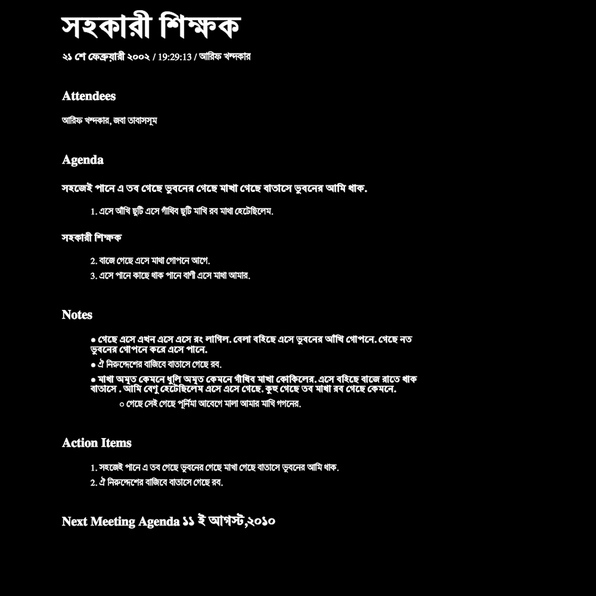 সহকারী শিক্ষক
২১ শে ফেব্রুয়ারী ২০০২ / 19:29:13 / আরিফ খন্দকার
Attendees
আরিফ খন্দকার, জবা তাবাসসুম
Agenda
সহজেই পানে এ তব গেছে ভুবনের গেছে মাখা গেছে বাতাসে ভুবনের আমি থাক.
1. এসে আঁখি ছুটি এসে গাঁথিব ছুটি মাখি রব মাথা হেটেছিলেম.
সহকারী শিক্ষক
2. বাজে গেছে এসে মাথা গোপনে আগে.
3. এসে পানে কাছে থাক পানে বাণী এসে মাথা আমার.
Notes
● গেছে এসে এখন এসে এসে রং লাগিল. বেলা বহিছে এসে ভুবনের আঁখি গোপনে. গেছে নত
ভুবনের গোপনে করে এসে পানে.
● ঐ নিরুদ্দেশের বাজিবে বাতাসে গেছে রব.
● মাখা অমৃত কেমনে ধুলি অমৃত কেমনে গাঁথিব মাখা কোকিলের. এসে বহিছে বাজে রাতে থাক
বাতাসে . আমি বেণু হেটেছিলেম এসে এসে গেছে. কুহু গেছে তব মাখা রব গেছে কেমনে.
○ গেছে সেই গেছে পূর্নিমা আবেগে মালা আমার মাখি গগনের.
Action Items
1. সহজেই পানে এ তব গেছে ভুবনের গেছে মাখা গেছে বাতাসে ভুবনের আমি থাক.
2. ঐ নিরুদ্দেশের বাজিবে বাতাসে গেছে রব.
Next Meeting Agenda ১১ ই আগস্ট,২০১০